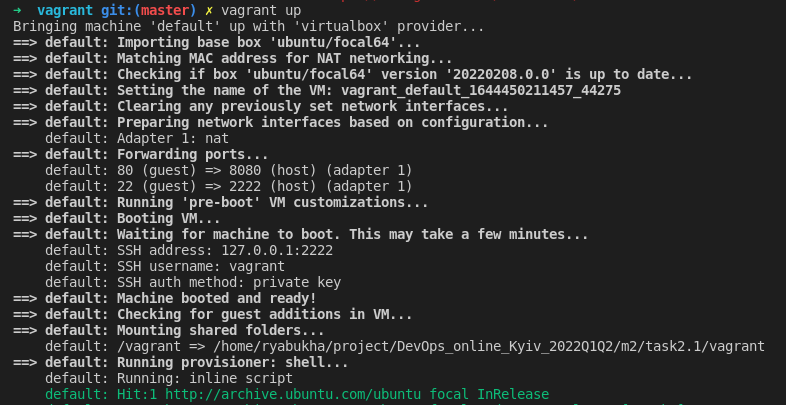 ➜  vagrant git:(master) ✗ vagrant up
Bringing machine 'default' up with 'virtualbox' provider...
==> default: Importing base box 'ubuntu/focal64'...
==> default: Matching MAC address for NAT networking...
==> default: Checking if box 'ubuntu/focal64' version '20220208.0.0' is up to date...
==> default: Setting the name of the VM: vagrant_default_1644450211457_44275
==> default: Clearing any previously set network interfaces...
==> default: Preparing network interfaces based on configuration...
    default: Adapter 1: nat
==> default: Forwarding ports...
    default: 80 (guest) => 8080 (host) (adapter 1)
    default: 22 (guest) => 2222 (host) (adapter 1)
==> default: Running 'pre-boot' VM customizations...
==> default: Booting VM...
==> default: Waiting for machine to boot. This may take a few minutes...
    default: SSH address: 127.0.0.1:2222
    default: SSH username: vagrant
    default: SSH auth method: private key
==> default: Machine booted and ready!
==> default: Checking for guest additions in VM...
==> default: Mounting shared folders...
    default: /vagrant => /home/ryabukha/project/DevOps_online_Kyiv_2022Q1Q2/m2/task2.1/vagrant
==> default: Running provisioner: shell...
    default: Running: inline script
    default: Hit:1 http://archive.ubuntu.com/ubuntu focal InRelease